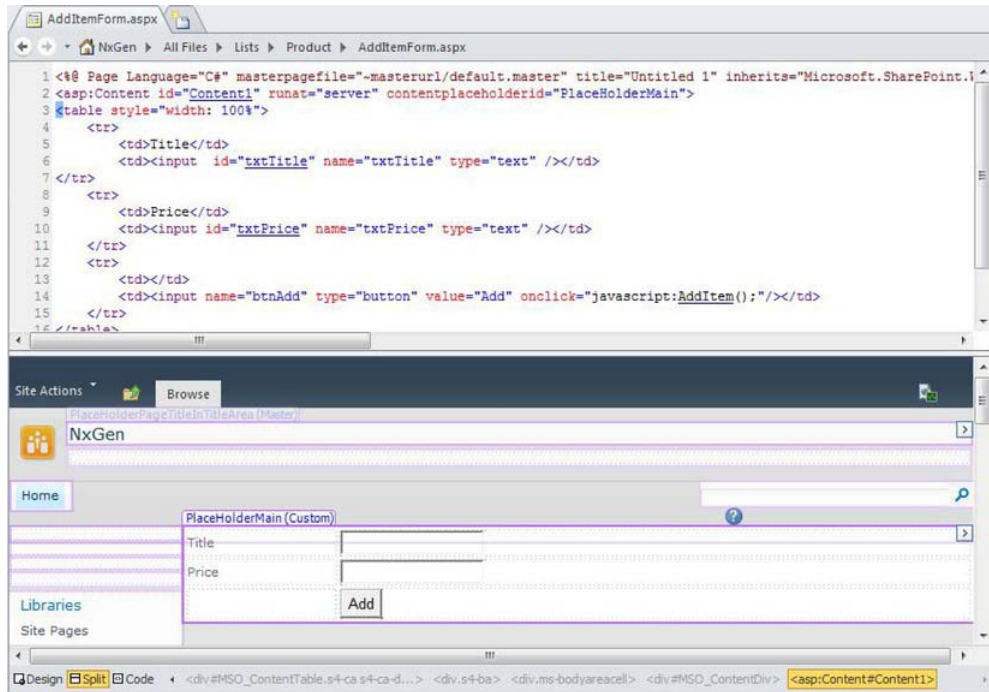 AddItemForm.aspx
NxGen All Files Lists Product AddItemForm.aspx
1 <%@ Page Language="C#" masterpagefile="~masterurl/default.master" title="Untitled 1" inherits="Microsoft.SharePoint.
2 <asp:Content id="Content1" runat="server" contentplaceholderid="PlaceHolderMain">
3 <table style="width: 100%">
4 <tr>
5 <td>Title</td>
6 <td><input id="txtTitle" name="txtTitle" type="text" /></td>
7 </tr>
8 <tr>
9 <td>Price</td>
10 <td><input id="txtPrice" name="txtPrice" type="text" /></td>
11 </tr>
12 <tr>
13 <td></td>
14 <td><input name="btnAdd" type="button" value="Add" onclick="javascript:AddItem();"/></td>
15 </tr>
16 </table>
Site Actions Browse
PlaceHolderPageTitleInTitleArea (Master)
NxGen
Home
PlaceHolderMain (Custom)
Title
Price
Add
Libraries
Site Pages
Design Split Code <div#MSO_ContentTable.s4-ca s4-ca-d...> <div.s4-ba> <div.ms-bodyareacell> <div#MSO_ContentDiv> <asp:Content#Content1>